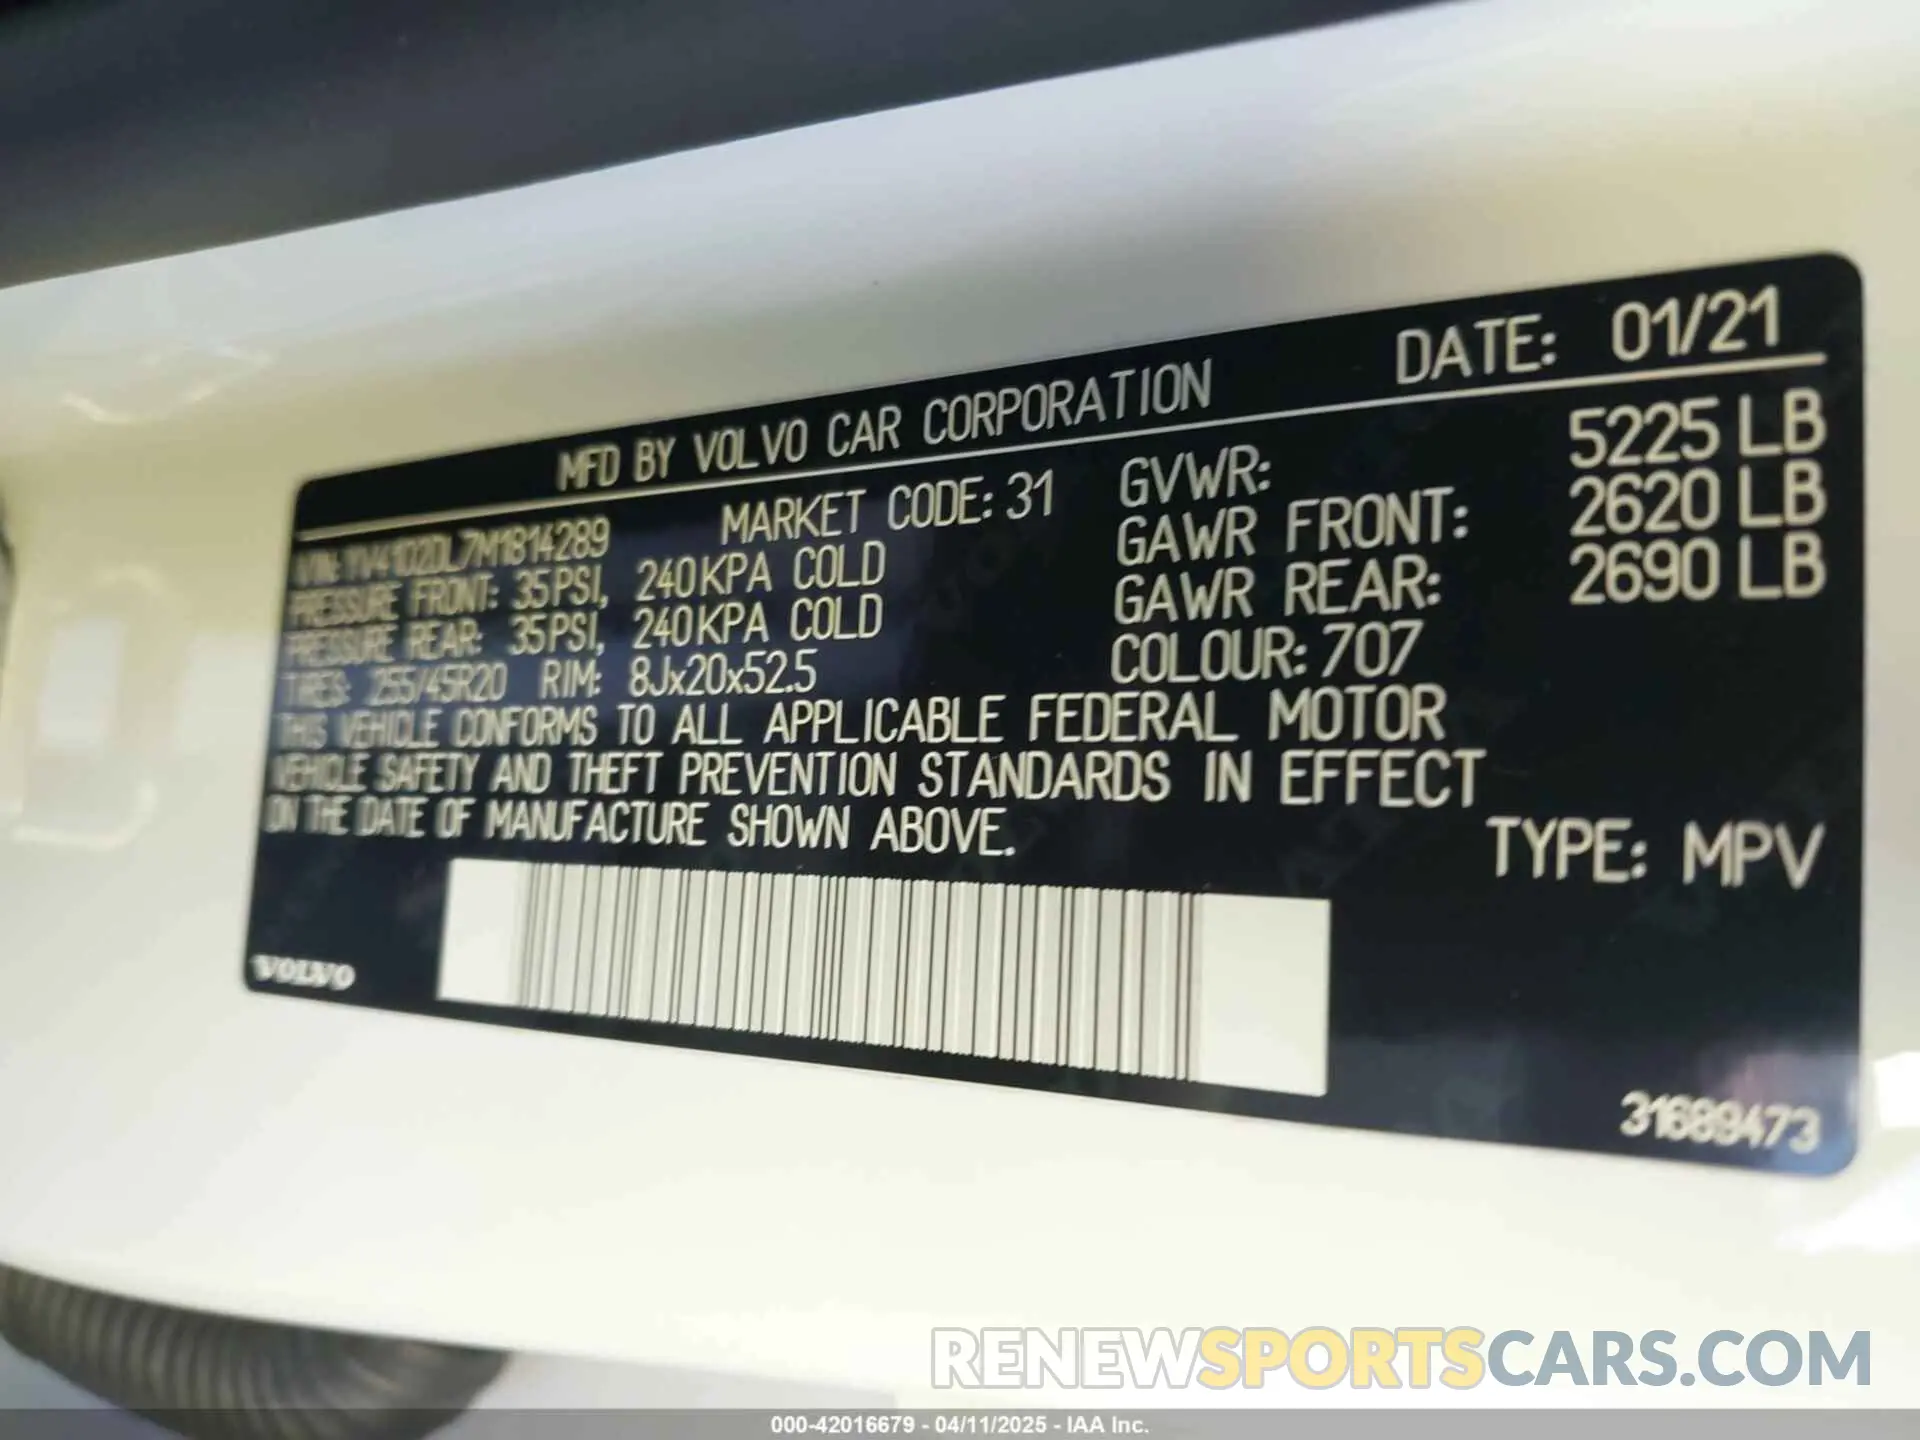 MFD BY VOLVO CAR CORPORATION DATE: 01/21
VIN: YV4102DL7M1814289 MARKET CODE: 31 GVWR: 5225 LB
PRESSURE FRONT: 35PSI, 240KPA COLD GAWR FRONT: 2620 LB
PRESSURE REAR: 35PSI, 240KPA COLD GAWR REAR: 2690 LB
TIRES: 255/45R20 RIM: 8Jx20x52.5 COLOUR: 707
THIS VEHICLE CONFORMS TO ALL APPLICABLE FEDERAL MOTOR
VEHICLE SAFETY AND THEFT PREVENTION STANDARDS IN EFFECT
ON THE DATE OF MANUFACTURE SHOWN ABOVE.
TYPE: MPV
VOLVO
31689473
RENEWSPORTSCARS.COM
000-42016679 - 04/11/2025 - IAA Inc.